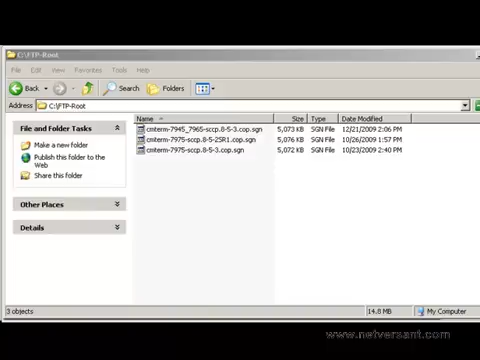 C:\FTP-Root
File Edit View Favorites Tools Help
Back Search Folders
Address C:\FTP-Root
Name Size Type Date Modified
File and Folder Tasks
Make a new folder
Publish this folder to the Web
Share this folder
Other Places
Details
cmterm-7945_7965-sccp.8-5-3.cop.sgn 5,073 KB SGN File 12/21/2009 2:06 PM
cmterm-7975-sccp.8-5-2SR1.cop.sgn 5,076 KB SGN File 10/26/2009 1:57 PM
cmterm-7975-sccp.8-5-3.cop.sgn 5,072 KB SGN File 10/23/2009 2:40 PM
3 objects 14.8 MB My Computer
www.netversant.com